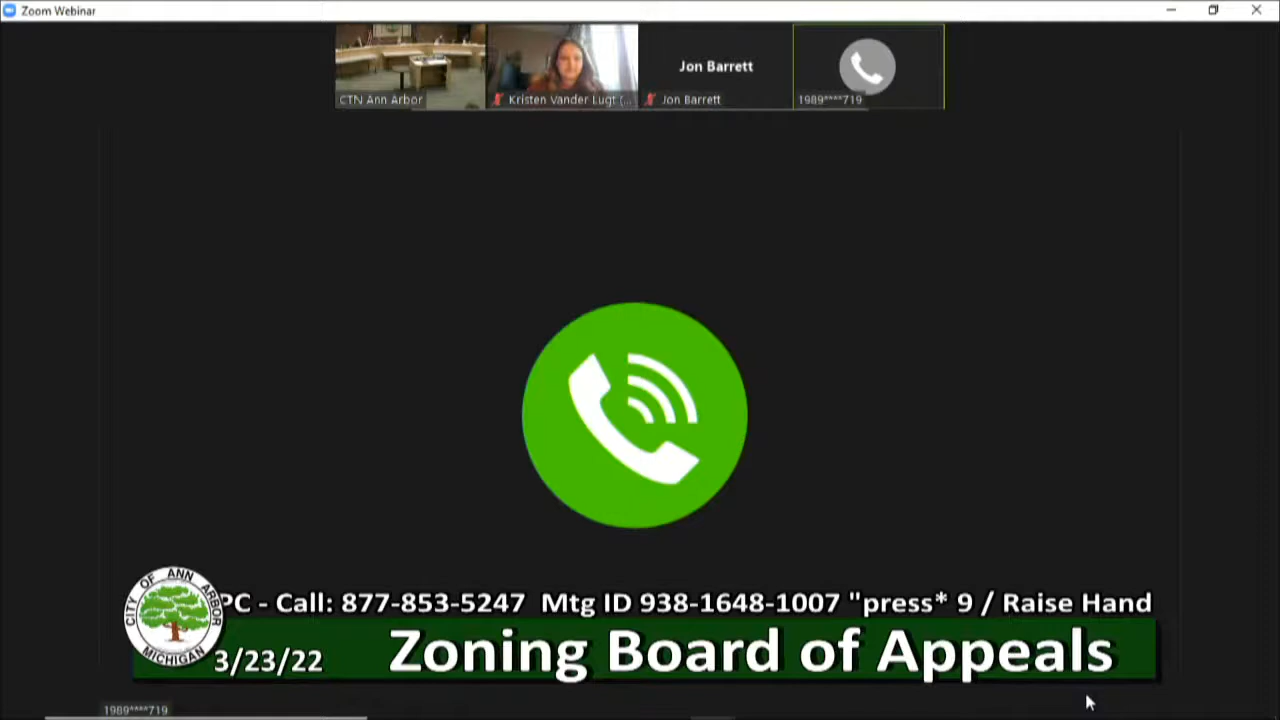 Zoom Webinar
Jon Barrett
CTN Ann Arbor
Kristen Vander Lugt (...
Jon Barrett
1989****719
CITY OF ANN ARBOR
MICHIGAN
PC - Call: 877-853-5247 Mtg ID 938-1648-1007 "press* 9 / Raise Hand
3/23/22
Zoning Board of Appeals
1989****719